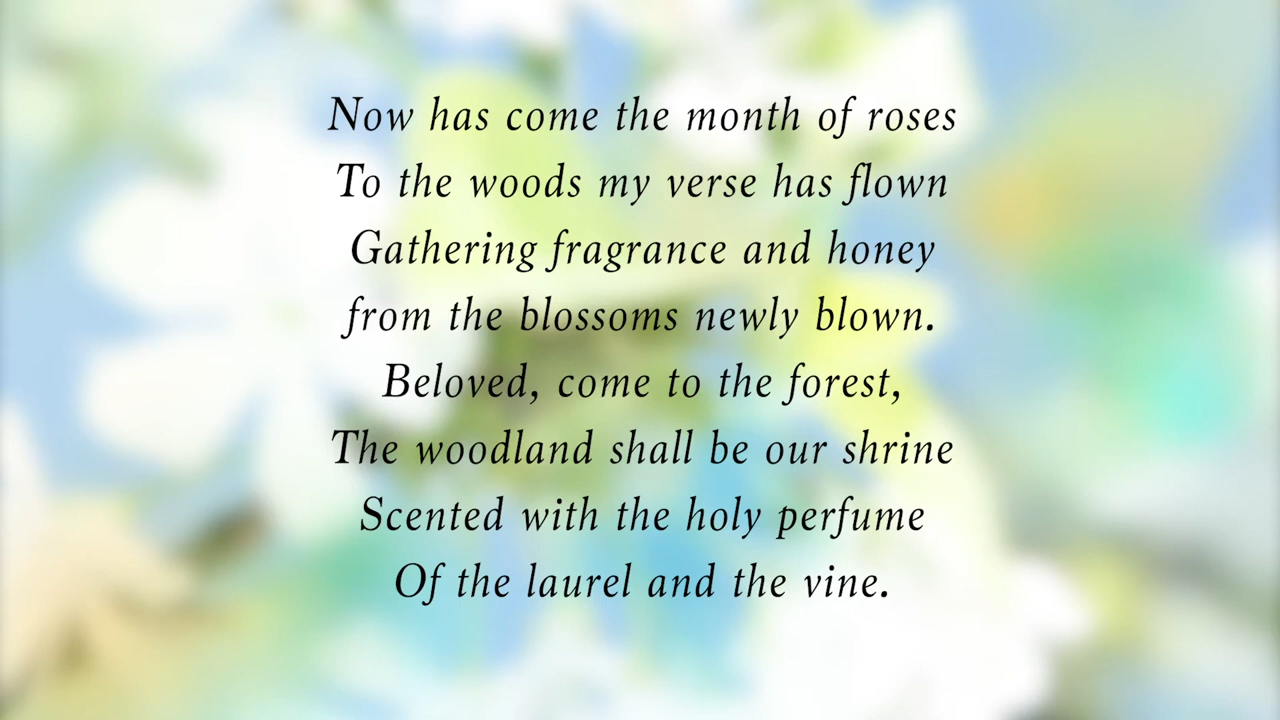 Now has come the month of roses
To the woods my verse has flown
Gathering fragrance and honey
from the blossoms newly blown.
Beloved, come to the forest,
The woodland shall be our shrine
Scented with the holy perfume
Of the laurel and the vine.